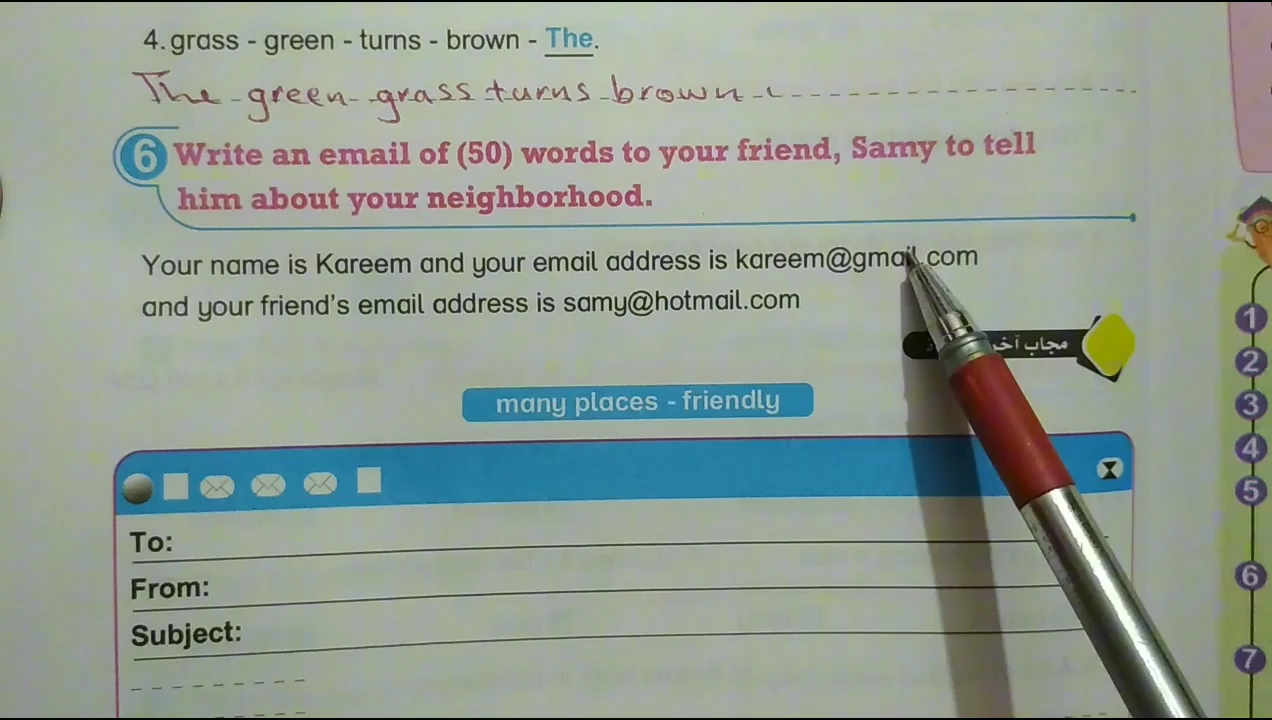 4. grass - green - turns - brown - The.
The green grass turns brown .
6 Write an email of (50) words to your friend, Samy to tell
him about your neighborhood.
Your name is Kareem and your email address is kareem@gmail.com
and your friend's email address is samy@hotmail.com
مجاب آخر
many places - friendly
To:
From:
Subject:
1
2
3
4
5
6
7